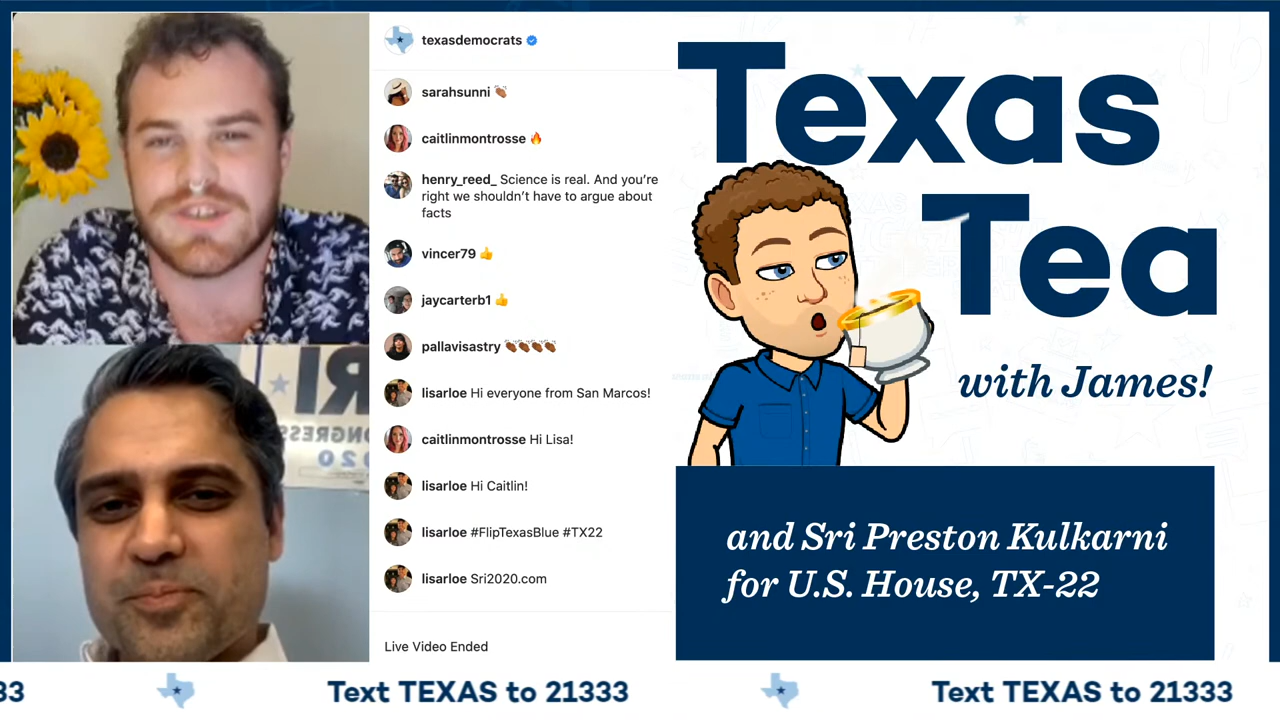 texasdemocrats
sarahsunni 👏🏾
caitlinmontrosse 🔥
henry_reed_ Science is real. And you’re
right we shouldn’t have to argue about
facts
vincer79 👍
jaycarterb1 👍
pallavisastry 👏🏾👏🏾👏🏾👏🏾
lisarloe Hi everyone from San Marcos!
caitlinmontrosse Hi Lisa!
lisarloe Hi Caitlin!
lisarloe #FlipTexasBlue #TX22
lisarloe Sri2020.com
Live Video Ended
RI
ONGRESS
2020
Texas
Tea
with James!
and Sri Preston Kulkarni
for U.S. House, TX-22
33
Text TEXAS to 21333
Text TEXAS to 21333